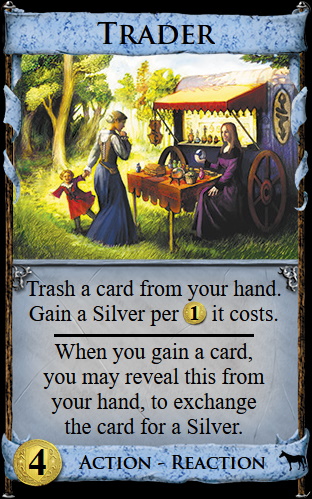 TRADER
Trash a card from your hand.
Gain a Silver per 1 it costs.
When you gain a card,
you may reveal this from
your hand, to exchange
the card for a Silver.
4 ACTION – REACTION